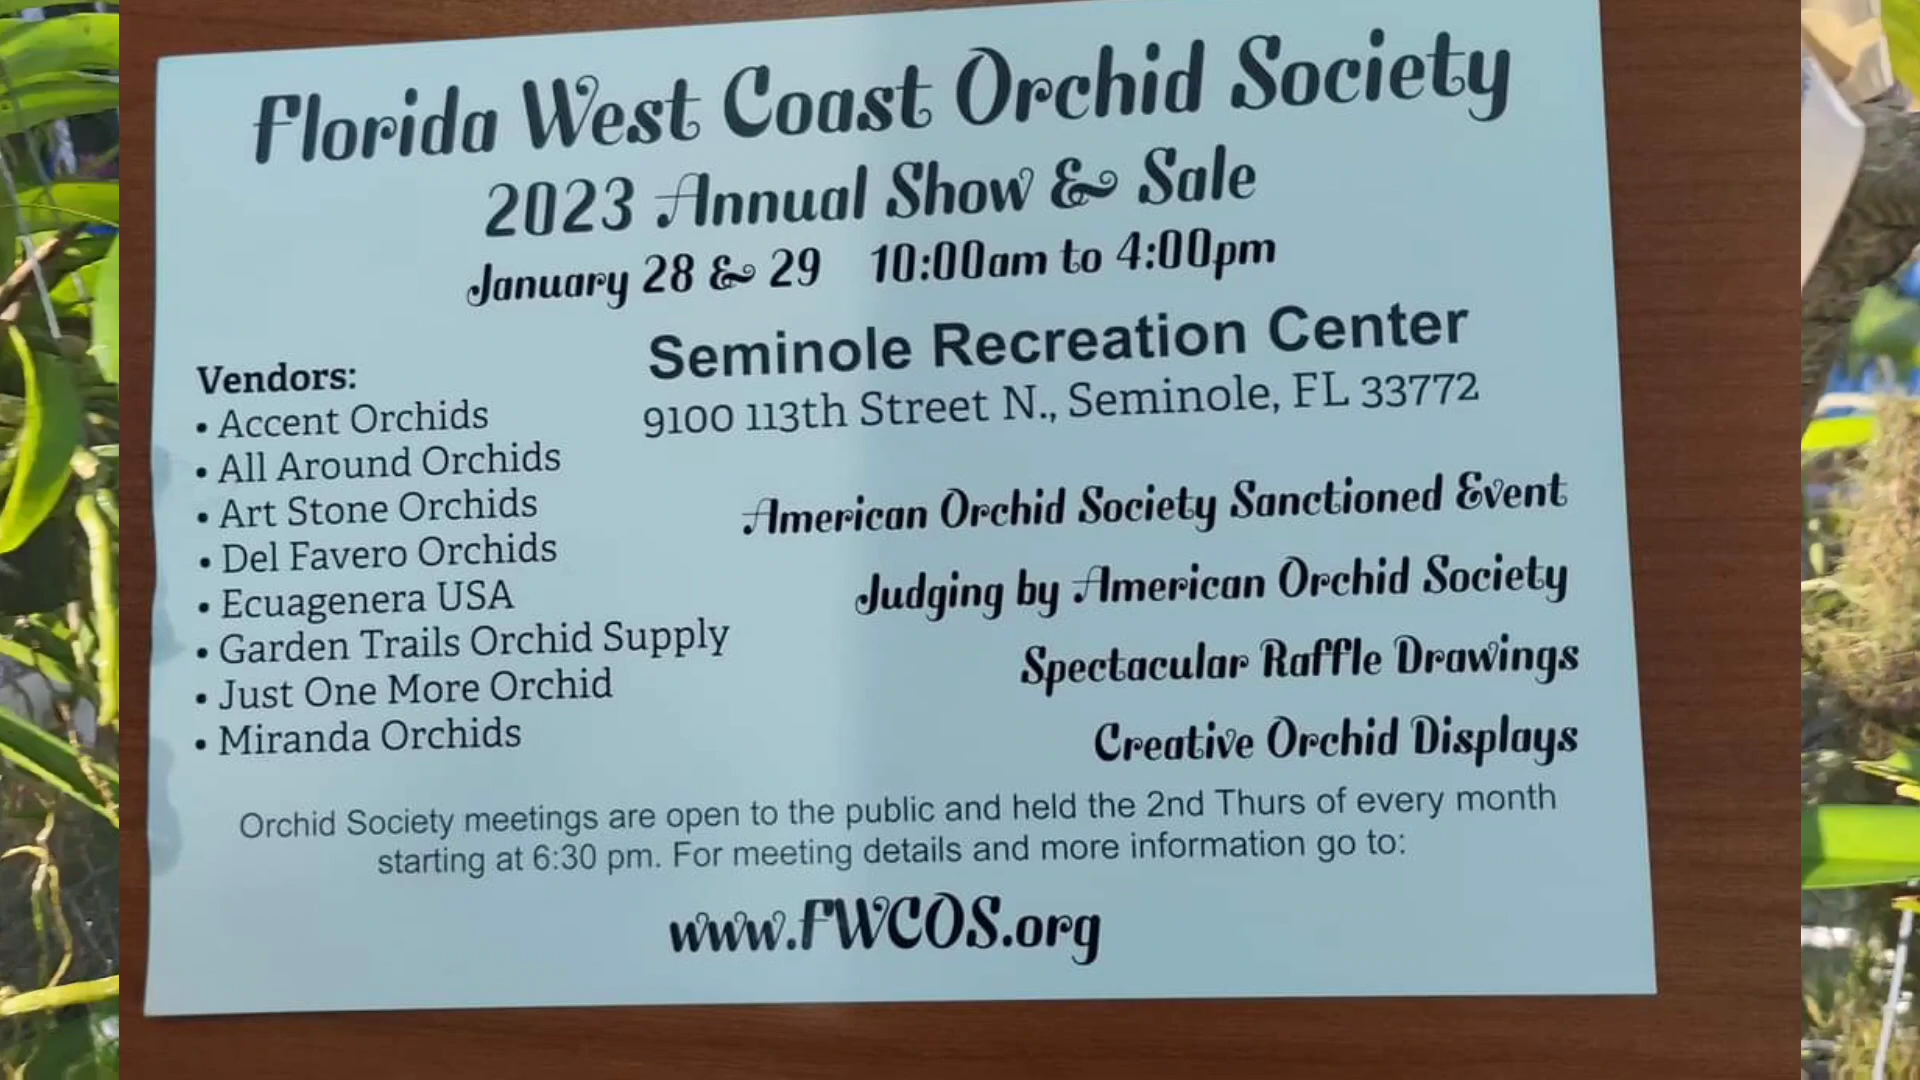 Florida West Coast Orchid Society
2023 Annual Show & Sale
January 28 & 29 10:00am to 4:00pm
Seminole Recreation Center
9100 113th Street N., Seminole, FL 33772
Vendors:
• Accent Orchids
• All Around Orchids
• Art Stone Orchids
• Del Favero Orchids
• Ecuagenera USA
• Garden Trails Orchid Supply
• Just One More Orchid
• Miranda Orchids
American Orchid Society Sanctioned Event
Judging by American Orchid Society
Spectacular Raffle Drawings
Creative Orchid Displays
Orchid Society meetings are open to the public and held the 2nd Thurs of every month
starting at 6:30 pm. For meeting details and more information go to:
www.FWCOS.org